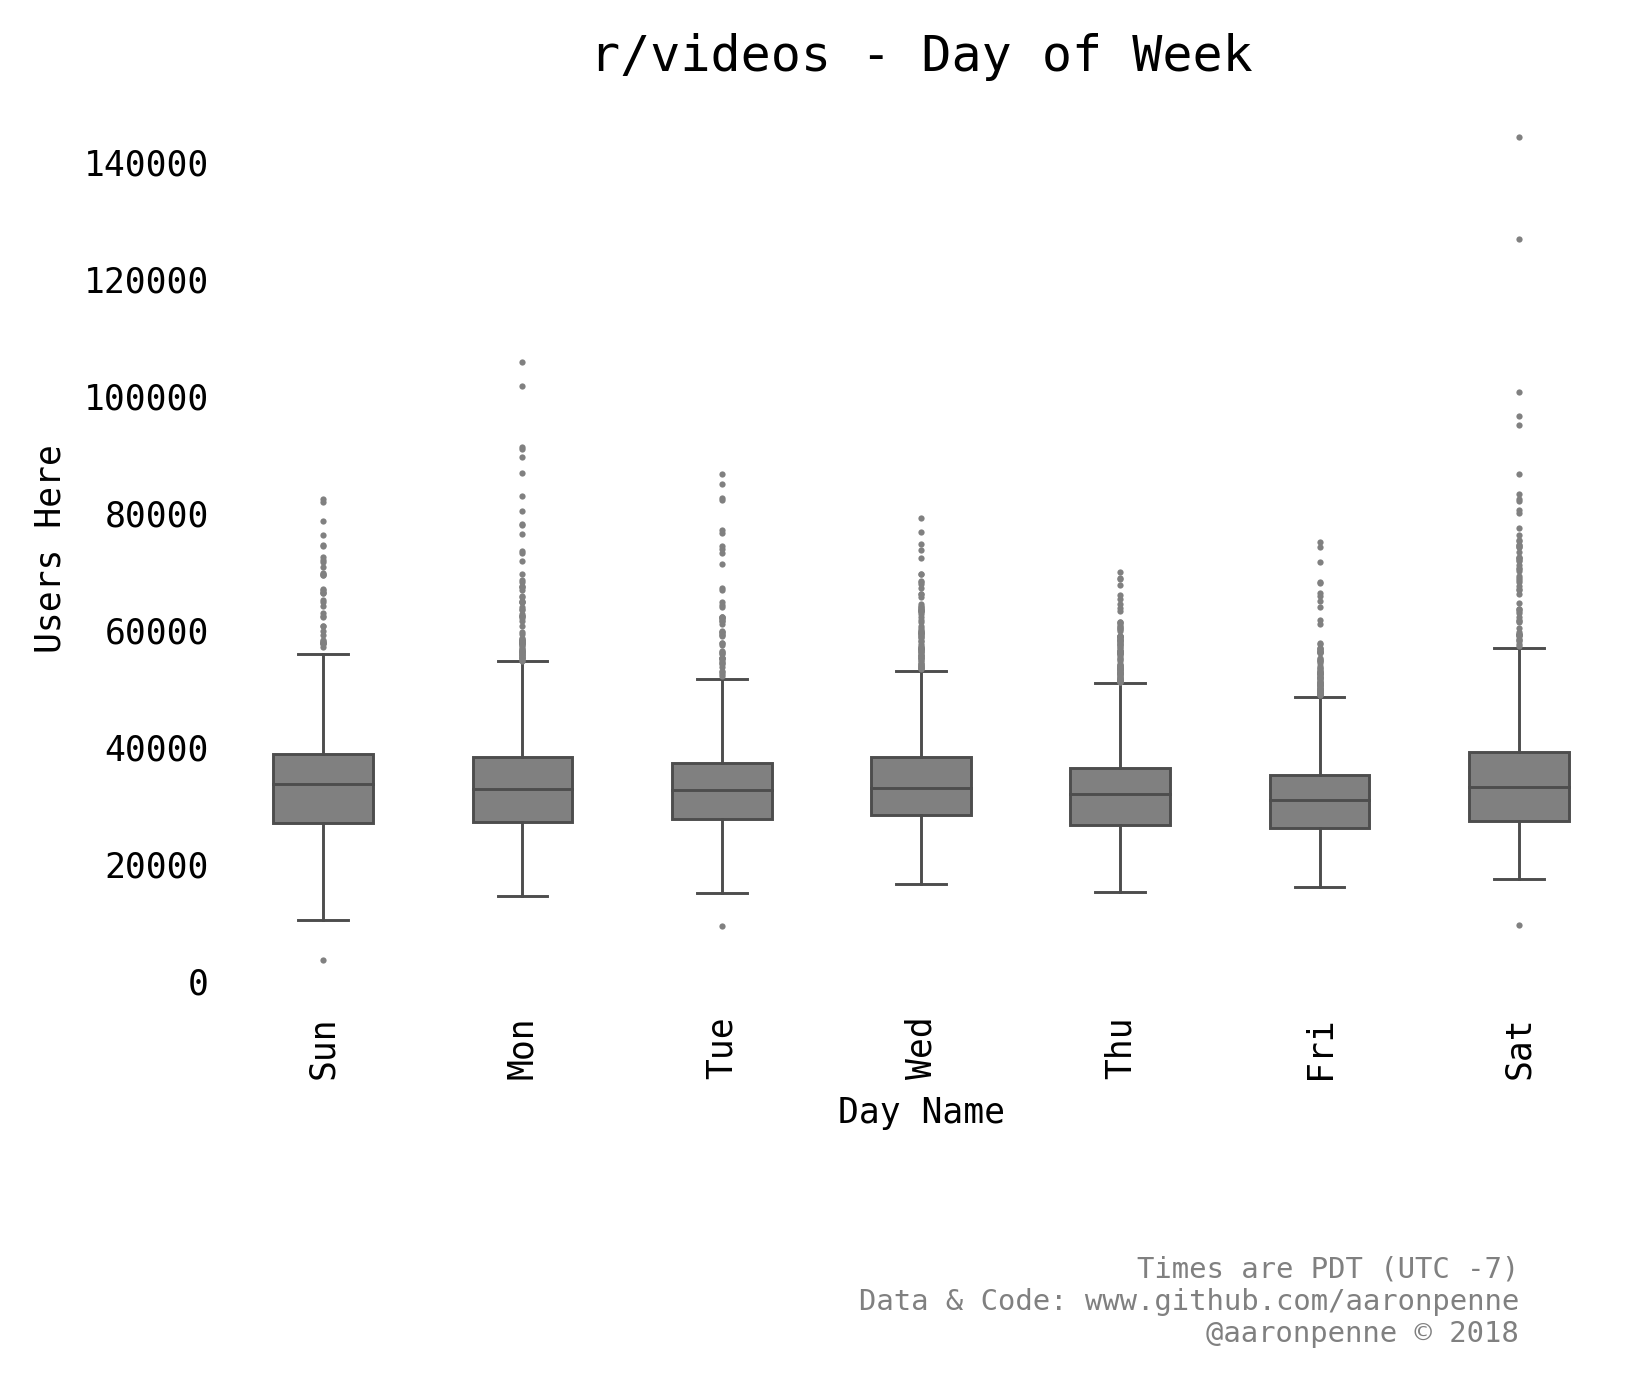 r/videos - Day of Week
140000
120000
100000
80000
60000
40000
20000
0
Users Here
Sun
Mon
Tue
Wed
Thu
Fri
Sat
Day Name
Times are PDT (UTC -7)
Data & Code: www.github.com/aaronpenne
@aaronpenne © 2018